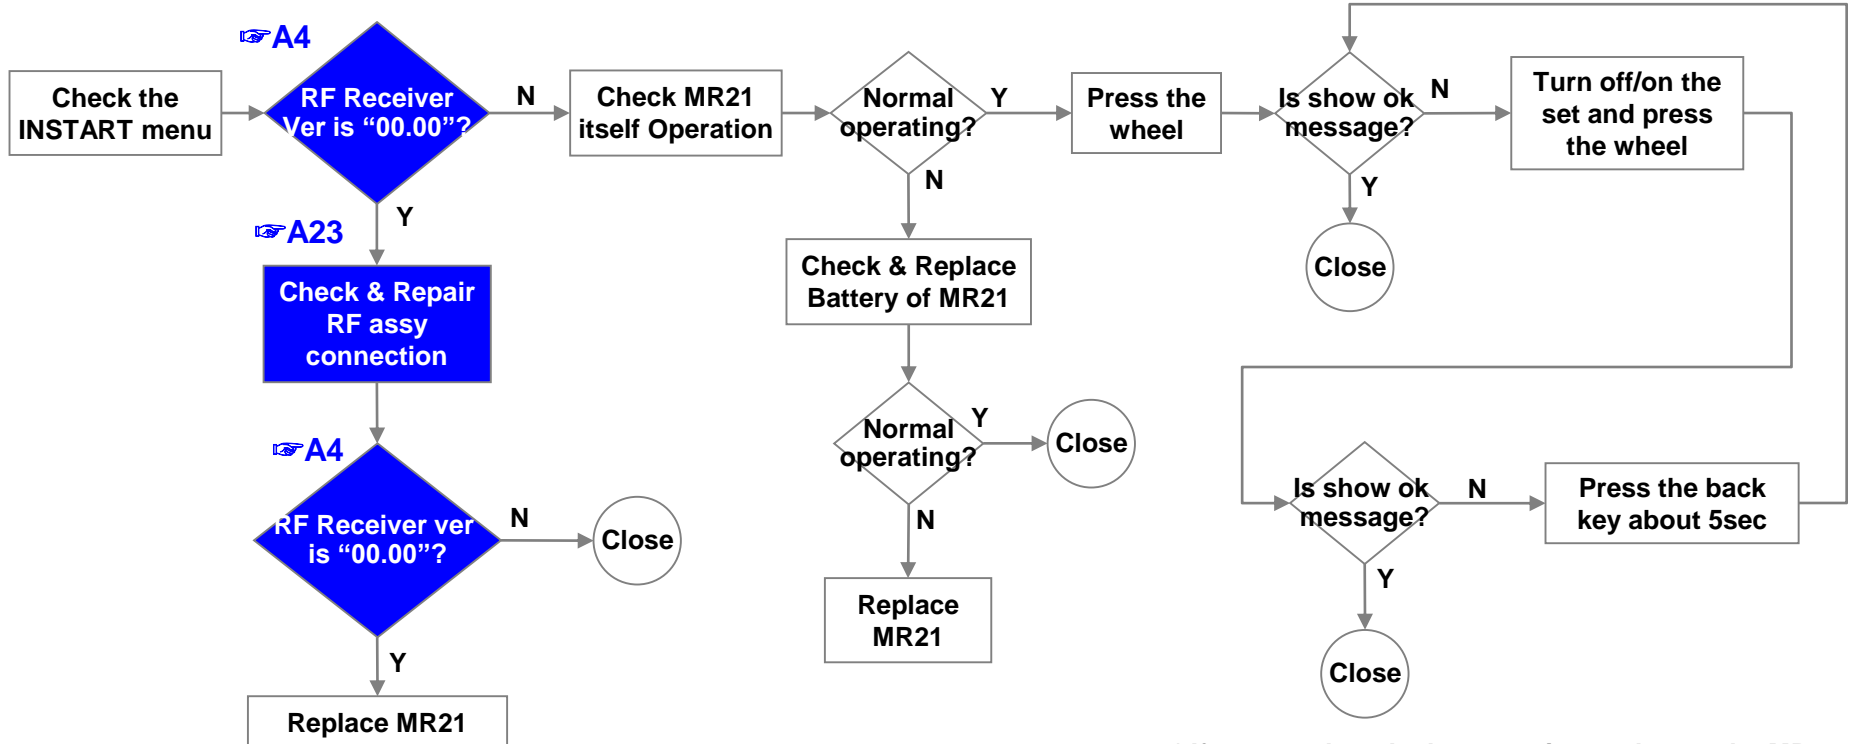 ☞A4
Check the
INSTART menu
RF Receiver
Ver is “00.00”?
N
Check MR21
itself Operation
Normal
operating?
Y
Press the
wheel
Is show ok
message?
N
Turn off/on the
set and press
the wheel
Y
☞A23
N
Y
Check & Repair
RF assy
connection
Check & Replace
Battery of MR21
Close
☞A4
Normal
operating?
Y
Close
RF Receiver ver
is “00.00”?
N
Close
N
Is show ok
message?
N
Press the back
key about 5sec
Y
Replace MR21
Replace
MR21
Y
Close